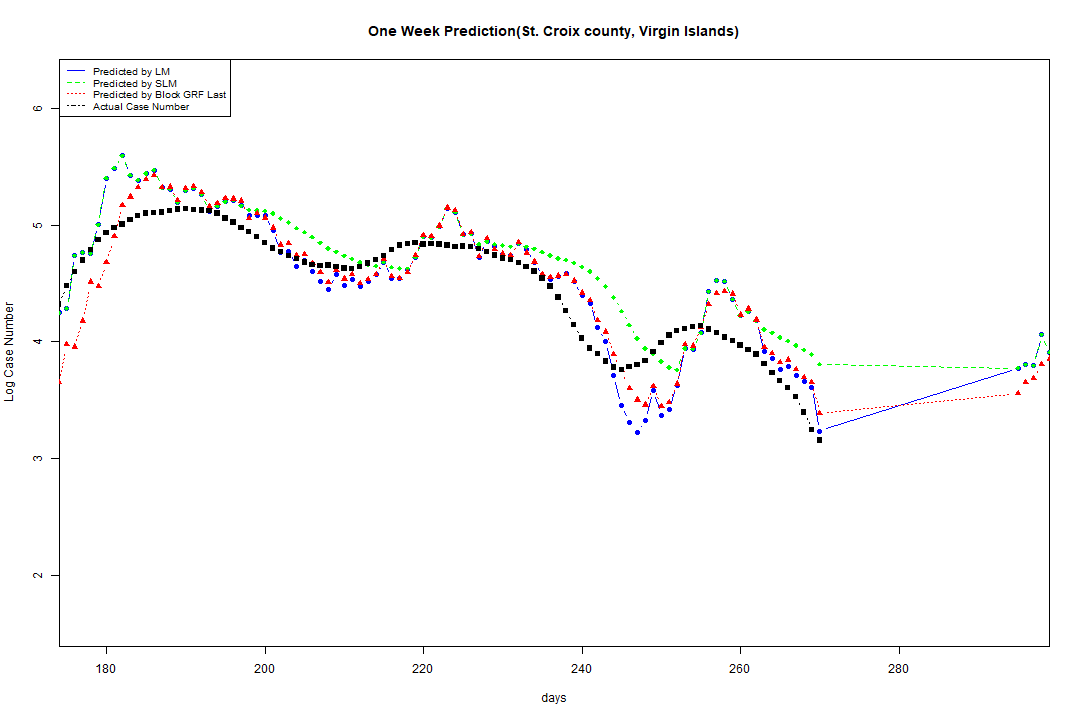 One Week Prediction(St. Croix county, Virgin Islands)
Predicted by LM
Predicted by SLM
Predicted by Block GRF Last
Actual Case Number
6
5
4
3
2
Log Case Number
180 200 220 240 260 280
days